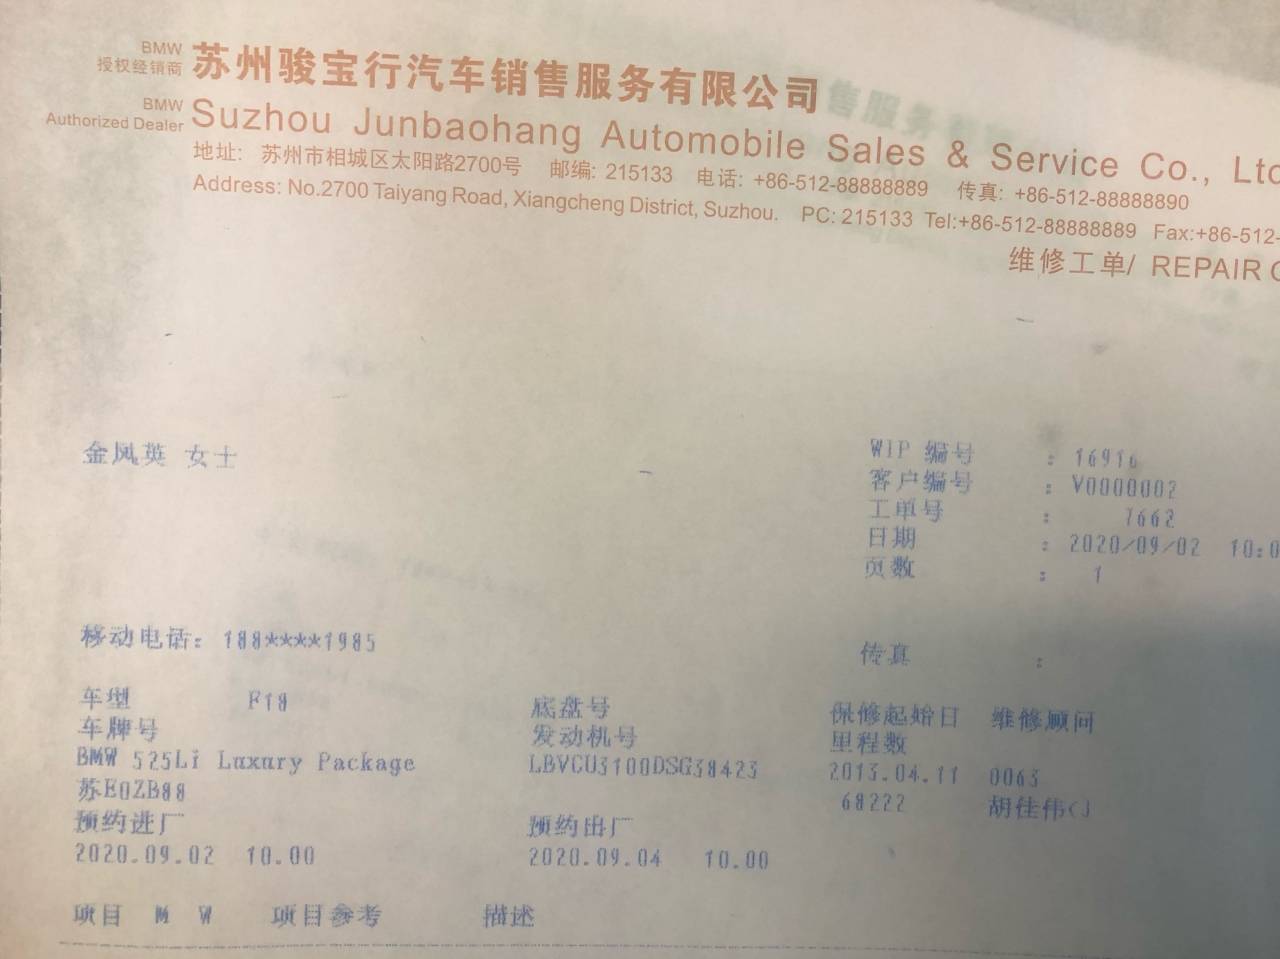 BMW
授权经销商
苏州骏宝行汽车销售服务有限公司
BMW
Authorized Dealer
Suzhou Junbaohang Automobile Sales & Service Co., Ltd
地址: 苏州市相城区太阳路2700号 邮编: 215133 电话: +86-512-88888889 传真: +86-512-88888890
Address: No.2700 Taiyang Road, Xiangcheng District, Suzhou. PC: 215133 Tel:+86-512-88888889 Fax:+86-512-
维修工单/ REPAIR
金凤英 女士
WIP 编号 : 16916
客户编号 : V0000002
工单号 : 7662
日期 : 2020/09/02 10:0
页数 : 1
移动电话: 188****1985
传真 :
车型 F18 底盘号 保修起始日 维修顾问
车牌号 发动机号 里程数
BMW 525Li Luxury Package LBVCU3100DSG38423 2013.04.11 0063
苏E0ZB88 68222 胡佳伟(J
预约进厂 预约出厂
2020.09.02 10.00 2020.09.04 10.00
项目 M W 项目参考 描述